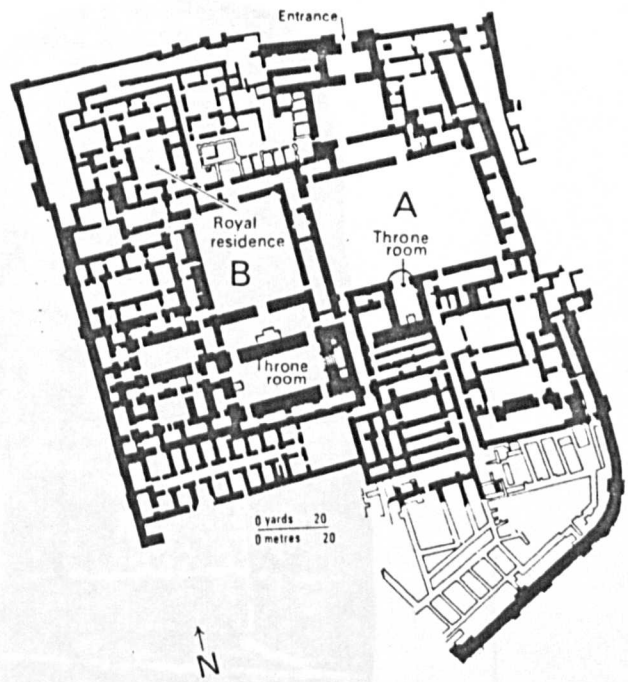 Entrance
A
Throne
room
Royal
residence
B
Throne
room
0 yards 20
0 metres 20
N